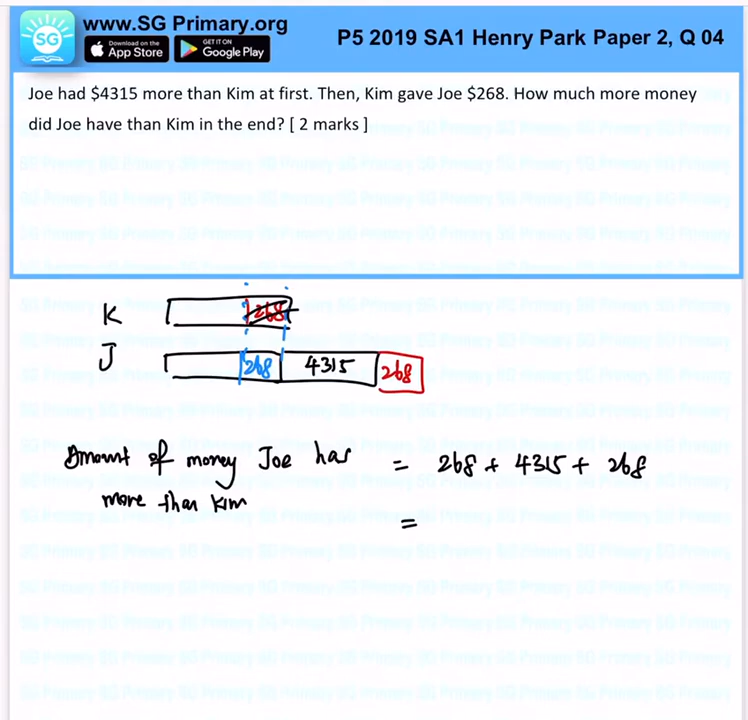 www.SG Primary.org
SG
Download on the
App Store
GET IT ON
Google Play
P5 2019 SA1 Henry Park Paper 2, Q 04
Joe had $4315 more than Kim at first. Then, Kim gave Joe $268. How much more money
did Joe have than Kim in the end? [ 2 marks ]
K 268
J 268 4315 268
Amount of money Joe has = 268 + 4315 + 268
more than Kim
=